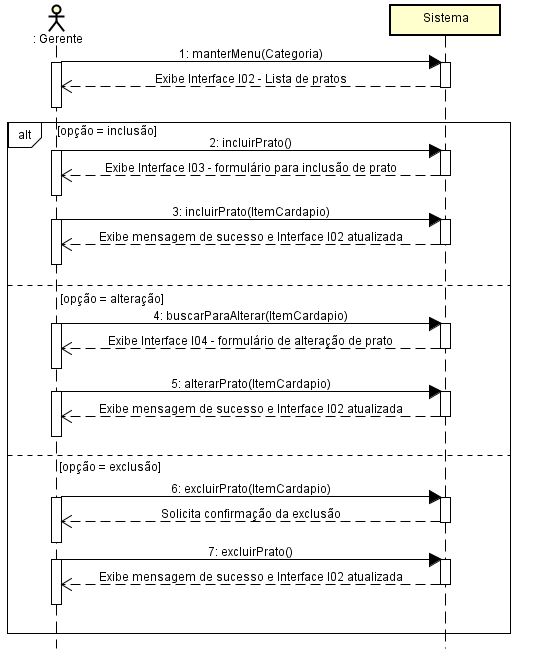 Sistema
: Gerente
1: manterMenu(Categoria)
Exibe Interface I02 - Lista de pratos
alt
[opção = inclusão]
2: incluirPrato()
Exibe Interface I03 - formulário para inclusão de prato
3: incluirPrato(ItemCardapio)
Exibe mensagem de sucesso e Interface I02 atualizada
[opção = alteração]
4: buscarParaAlterar(ItemCardapio)
Exibe Interface I04 - formulário de alteração de prato
5: alterarPrato(ItemCardapio)
Exibe mensagem de sucesso e Interface I02 atualizada
[opção = exclusão]
6: excluirPrato(ItemCardapio)
Solicita confirmação da exclusão
7: excluirPrato()
Exibe mensagem de sucesso e Interface I02 atualizada